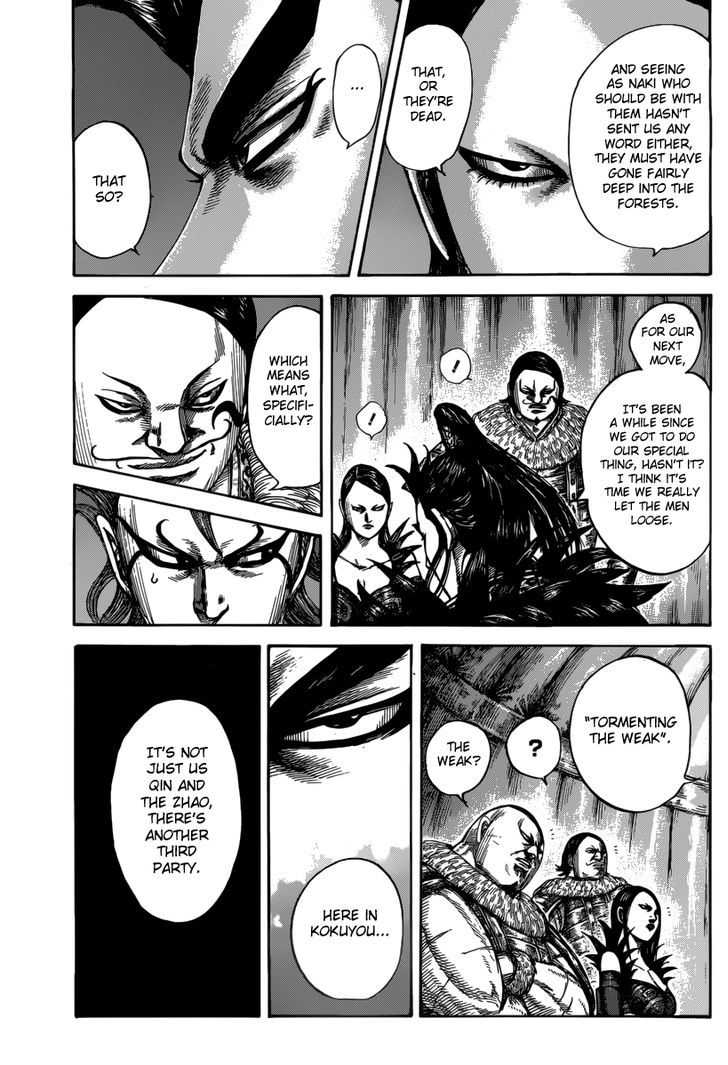 AND SEEING
AS NAKI WHO
SHOULD BE WITH
THEM HASN'T
SENT US ANY
WORD EITHER,
THEY MUST HAVE
GONE FAIRLY
DEEP INTO THE
FORESTS.
THAT,
OR
THEY'RE
DEAD.
...
THAT
SO?
AS
FOR OUR
NEXT
MOVE,
IT'S BEEN
A WHILE SINCE
WE GOT TO DO
OUR SPECIAL
THING, HASN'T IT?
I THINK IT'S
TIME WE REALLY
LET THE MEN
LOOSE.
!
!
WHICH
MEANS
WHAT,
SPECIFI-
CIALLY?
"TORMENTING
THE WEAK".
?
THE
WEAK?
HERE IN
KOKUYOU...
IT'S NOT
JUST US
QIN AND
THE ZHAO,
THERE'S
ANOTHER
THIRD
PARTY.